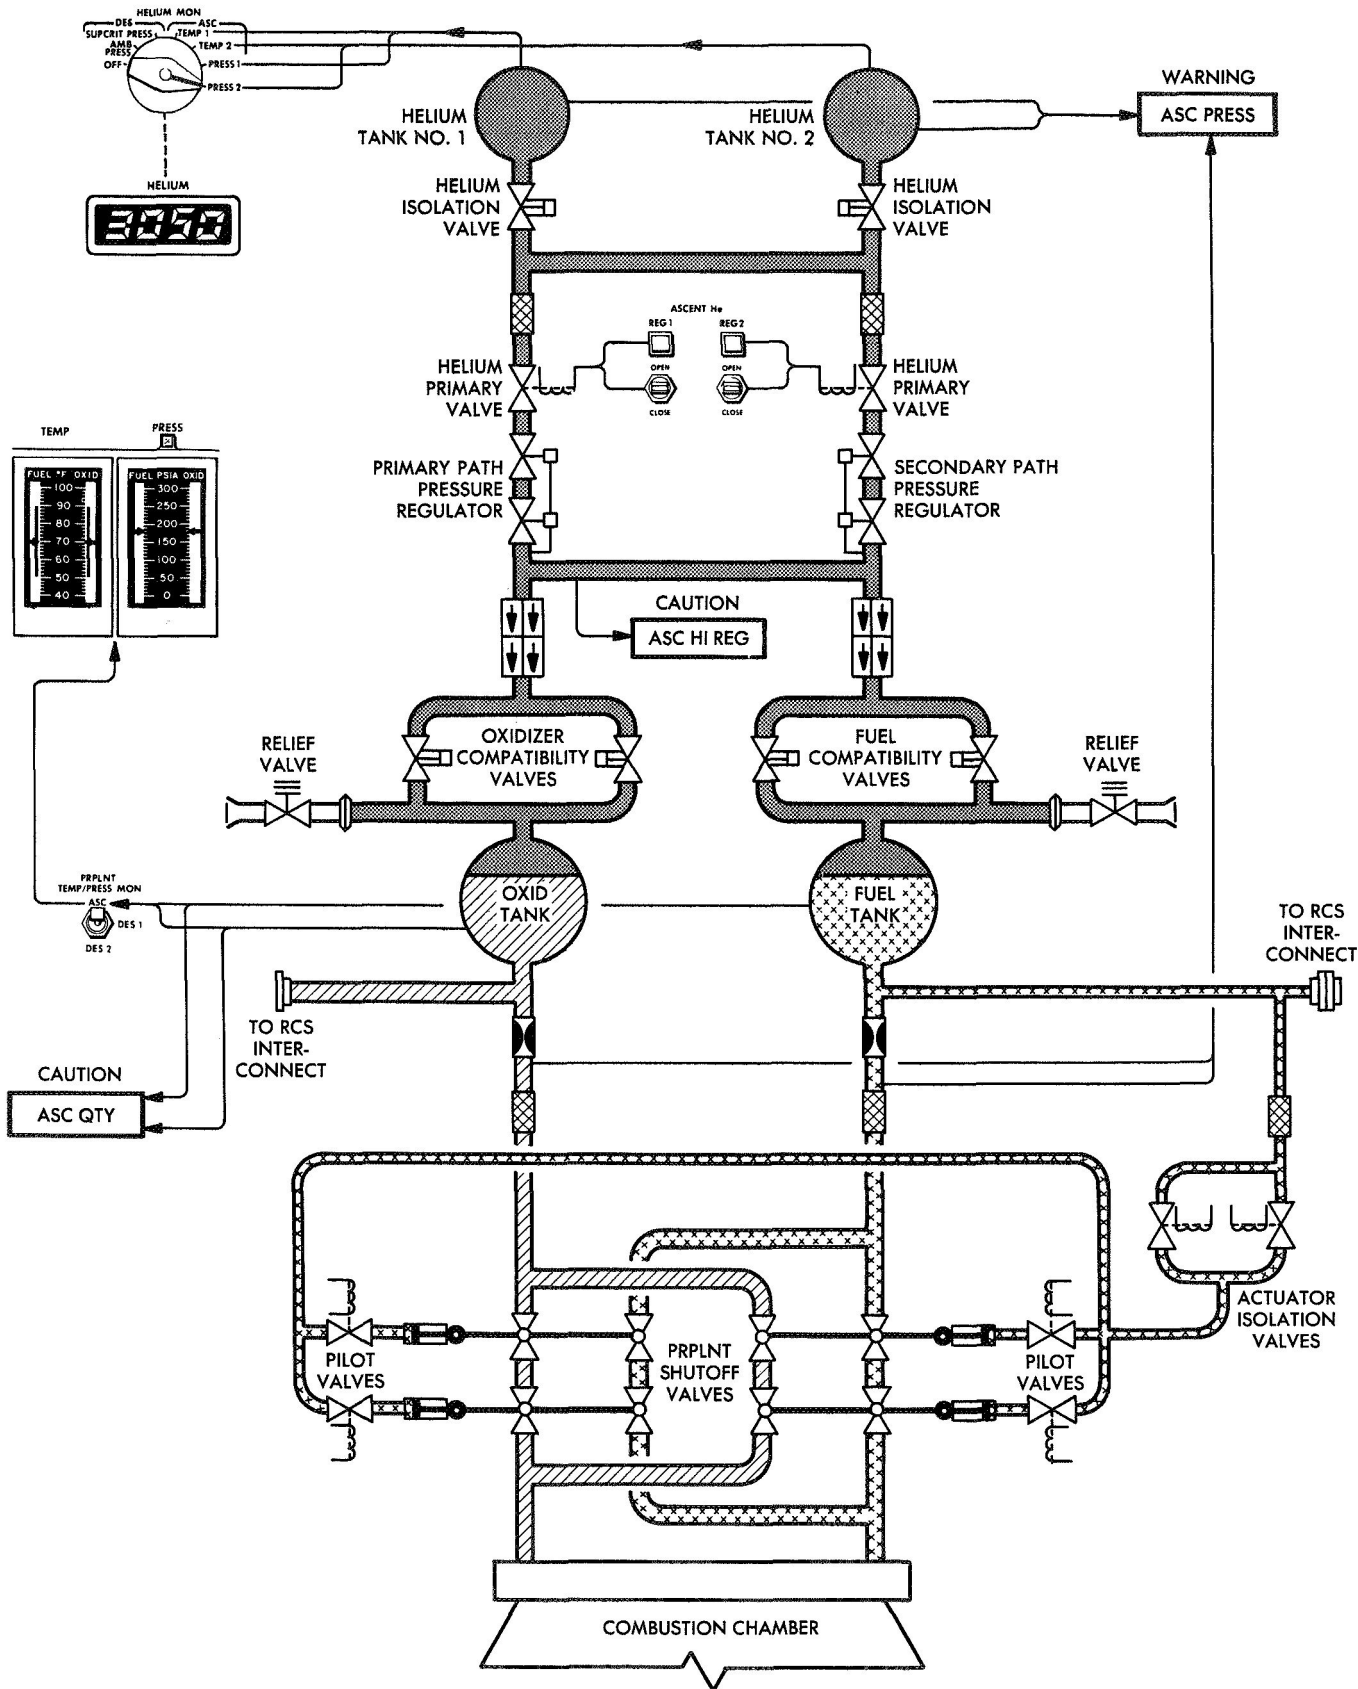 HELIUM MON
DES
ASC
SUPCRIT PRESS
TEMP 1
AMB
PRESS
TEMP 2
OFF
PRESS 1
PRESS 2
HELIUM
3050
HELIUM
TANK NO. 1
HELIUM
TANK NO. 2
WARNING
ASC PRESS
HELIUM
ISOLATION
VALVE
HELIUM
ISOLATION
VALVE
ASCENT He
REG 1
REG 2
OPEN
CLOSE
OPEN
CLOSE
HELIUM
PRIMARY
VALVE
HELIUM
PRIMARY
VALVE
TEMP
PRESS
FUEL °F OXID
100
90
80
70
60
50
40
FUEL PSIA OXID
300
250
200
150
100
50
0
PRIMARY PATH
PRESSURE
REGULATOR
SECONDARY PATH
PRESSURE
REGULATOR
CAUTION
ASC HI REG
RELIEF
VALVE
OXIDIZER
COMPATIBILITY
VALVES
FUEL
COMPATIBILITY
VALVES
RELIEF
VALVE
OXID
TANK
FUEL
TANK
PRPLNT
TEMP/PRESS MON
ASC
DES 1
DES 2
TO RCS
INTER-
CONNECT
TO RCS
INTER-
CONNECT
CAUTION
ASC QTY
PILOT
VALVES
PRPLNT
SHUTOFF
VALVES
PILOT
VALVES
ACTUATOR
ISOLATION
VALVES
COMBUSTION CHAMBER